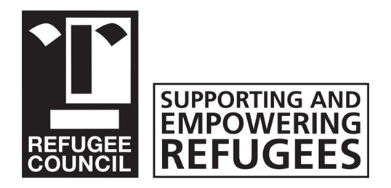 REFUGEE
COUNCIL
SUPPORTING AND
EMPOWERING
REFUGEES